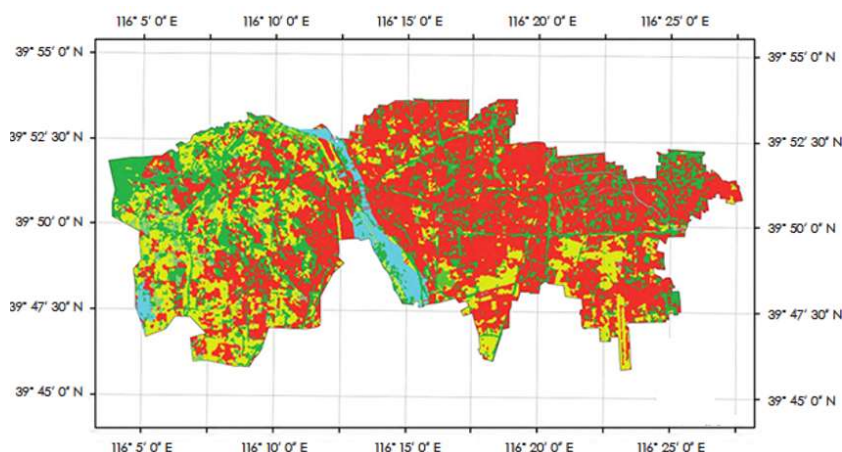 116° 5′ 0″ E 116° 10′ 0″ E 116° 15′ 0″ E 116° 20′ 0″ E 116° 25′ 0″ E
39° 55′ 0″ N 39° 55′ 0″ N
39° 52′ 30″ N 39° 52′ 30″ N
39° 50′ 0″ N 39° 50′ 0″ N
39° 47′ 30″ N 39° 47′ 30″ N
39° 45′ 0″ N 39° 45′ 0″ N
116° 5′ 0″ E 116° 10′ 0″ E 116° 15′ 0″ E 116° 20′ 0″ E 116° 25′ 0″ E